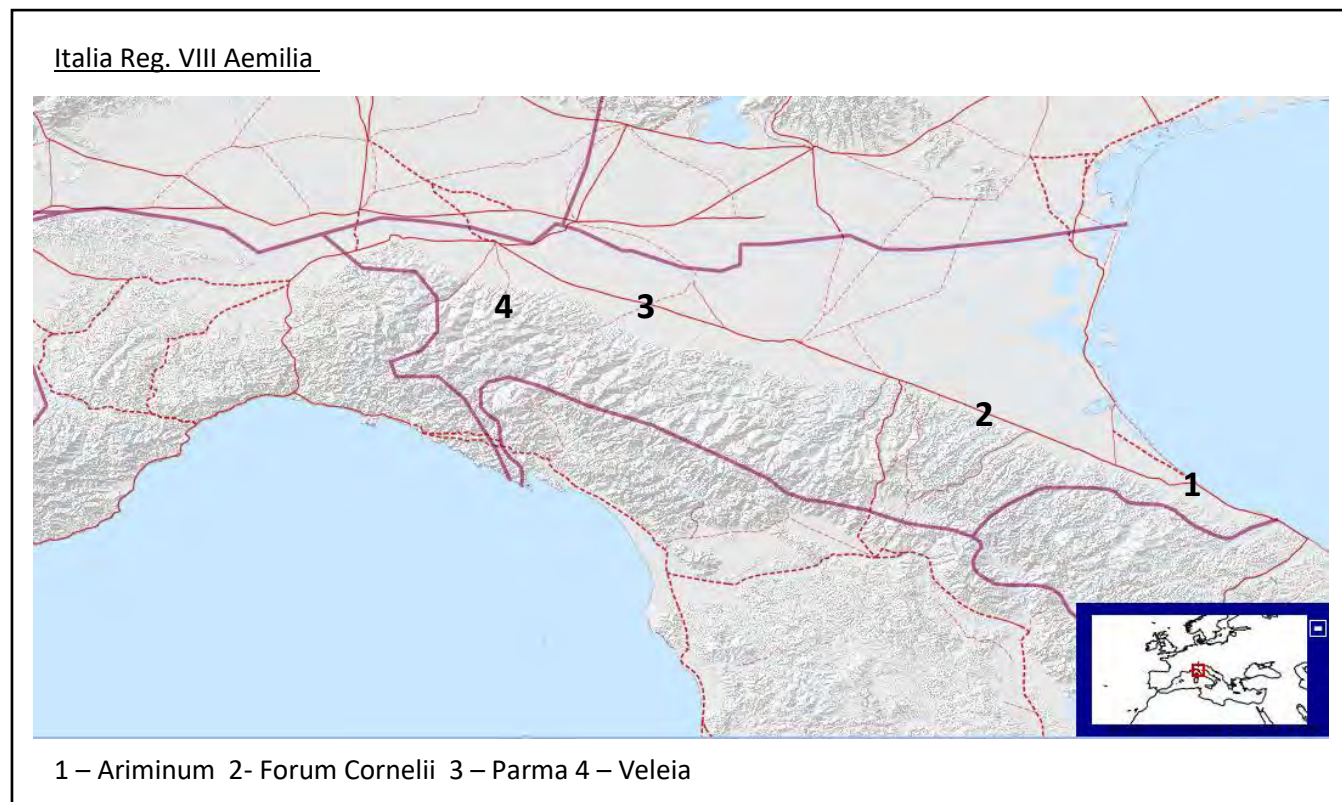 Italia Reg. VIII Aemilia
4
3
2
1
1 – Ariminum 2- Forum Cornelii 3 – Parma 4 – Veleia